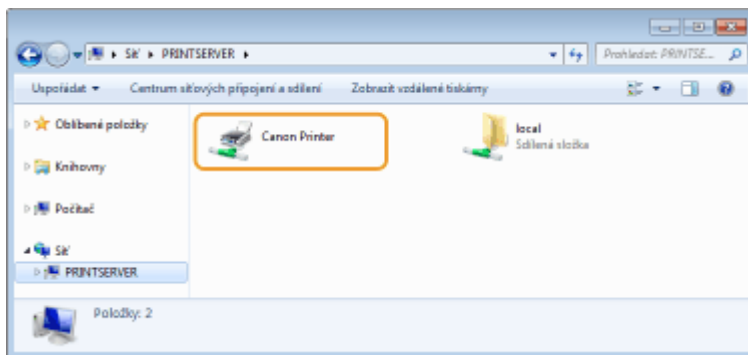 Síť ▸ PRINTSERVER ▸
Prohledat: PRINTSE...
Uspořádat
Centrum síťových připojení a sdílení
Zobrazit vzdálené tiskárny
Oblíbené položky
Canon Printer
local
Sdílená složka
Knihovny
Počítač
Síť
PRINTSERVER
Položky: 2